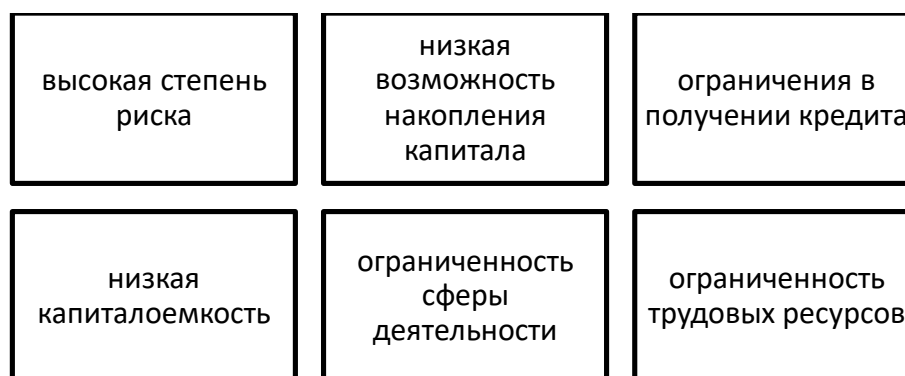 высокая степень
риска
низкая
возможность
накопления
капитала
ограничения в
получении кредита
низкая
капиталоемкость
ограниченность
сферы
деятельности
ограниченность
трудовых ресурсов